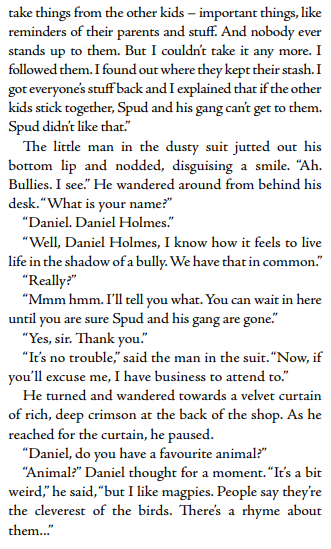 take things from the other kids – important things, like
reminders of their parents and stuff. And nobody ever
stands up to them. But I couldn’t take it any more. I
followed them. I found out where they kept their stash. I
got everyone’s stuff back and I explained that if the other
kids stick together, Spud and his gang can’t get to them.
Spud didn’t like that.”
The little man in the dusty suit jutted out his
bottom lip and nodded, disguising a smile. “Ah.
Bullies. I see.” He wandered around from behind his
desk. “What is your name?”
“Daniel. Daniel Holmes.”
“Well, Daniel Holmes, I know how it feels to live
life in the shadow of a bully. We have that in common.”
“Really?”
“Mmm hmm. I’ll tell you what. You can wait in here
until you are sure Spud and his gang are gone.”
“Yes, sir. Thank you.”
“It’s no trouble,” said the man in the suit. “Now, if
you’ll excuse me, I have business to attend to.”
He turned and wandered towards a velvet curtain
of rich, deep crimson at the back of the shop. As he
reached for the curtain, he paused.
“Daniel, do you have a favourite animal?”
“Animal?” Daniel thought for a moment. “It’s a bit
weird,” he said, “but I like magpies. People say they’re
the cleverest of the birds. There’s a rhyme about
them...”